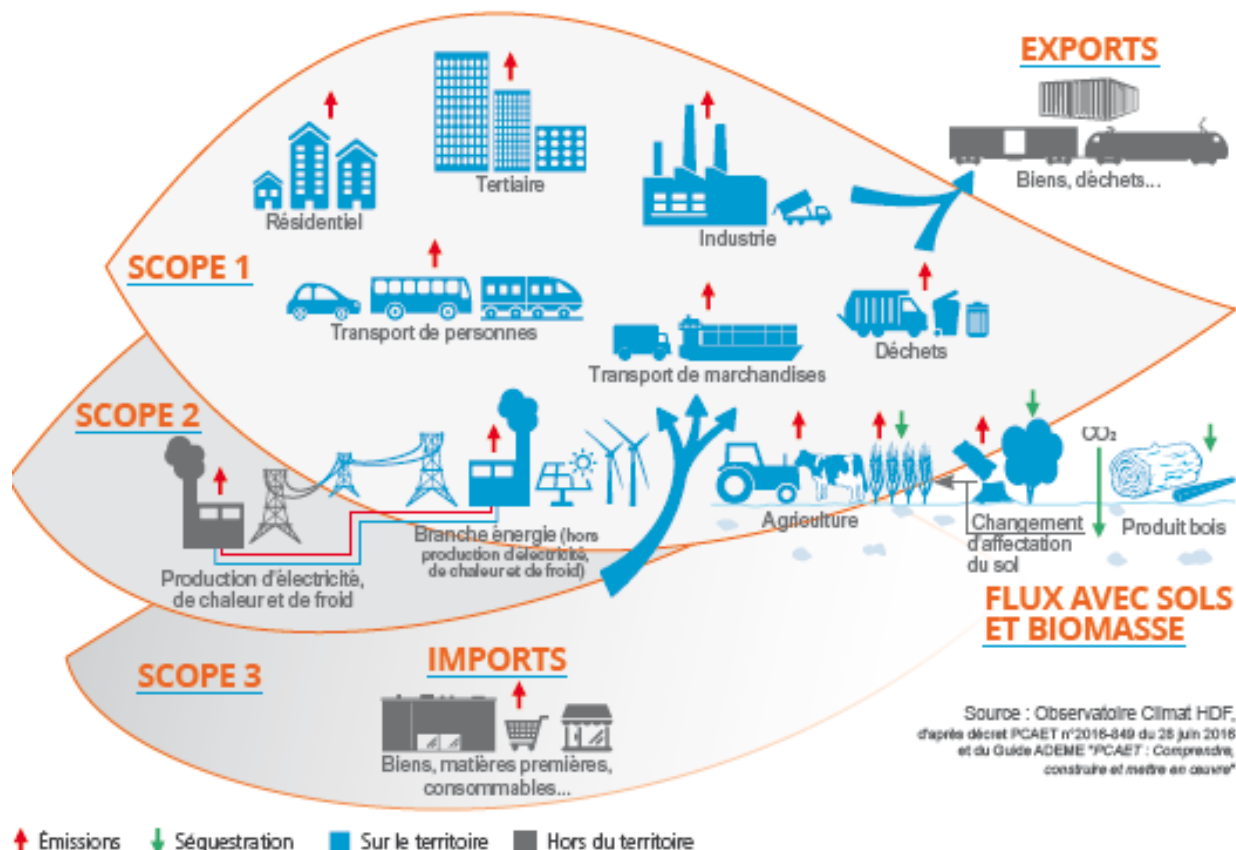 EXPORTS
Biens, déchets...
Tertiaire
Résidentiel
Industrie
SCOPE 1
Transport de personnes
Déchets
Transport de marchandises
SCOPE 2
CO₂
Agriculture
Changement
d'affectation
du sol
Produit bois
Branche énergie (hors
production d'électricité,
de chaleur et de froid)
Production d'électricité,
de chaleur et de froid
FLUX AVEC SOLS
ET BIOMASSE
SCOPE 3
IMPORTS
Biens, matières premières,
consommables...
Source : Observatoire Climat HDF,
d'après décret PCAET n°2016-849 du 28 juin 2016
et du Guide ADEME "PCAET : Comprendre,
construire et mettre en œuvre"
Émissions
Séquestration
Sur le territoire
Hors du territoire